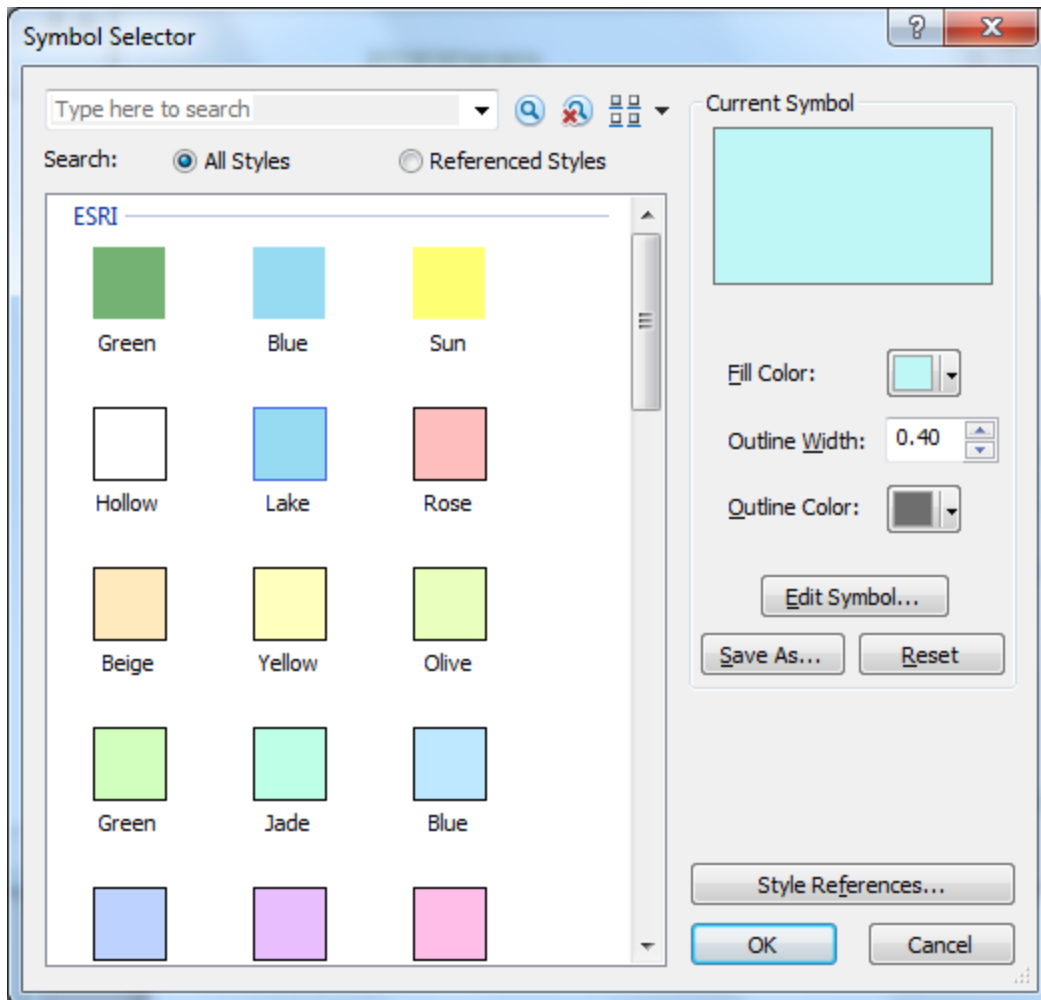 Symbol Selector
Type here to search
Search: All Styles Referenced Styles
ESRI
Green Blue Sun
Hollow Lake Rose
Beige Yellow Olive
Green Jade Blue
Current Symbol
Fill Color:
Outline Width: 0.40
Outline Color:
Edit Symbol...
Save As... Reset
Style References...
OK Cancel